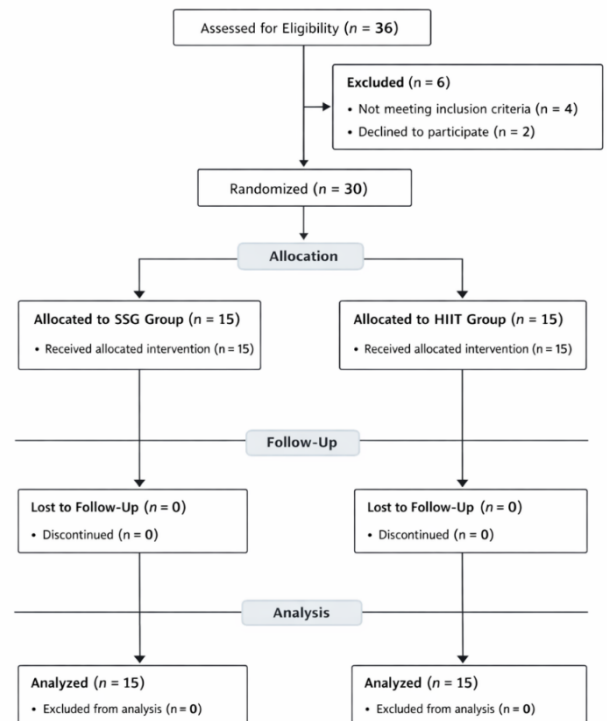 Assessed for Eligibility (n = 36)
Excluded (n = 6)
• Not meeting inclusion criteria (n = 4)
• Declined to participate (n = 2)
Randomized (n = 30)
Allocation
Allocated to SSG Group (n = 15)
• Received allocated intervention (n = 15)
Allocated to HIIT Group (n = 15)
• Received allocated intervention (n = 15)
Follow-Up
Lost to Follow-Up (n = 0)
• Discontinued (n = 0)
Lost to Follow-Up (n = 0)
• Discontinued (n = 0)
Analysis
Analyzed (n = 15)
• Excluded from analysis (n = 0)
Analyzed (n = 15)
• Excluded from analysis (n = 0)